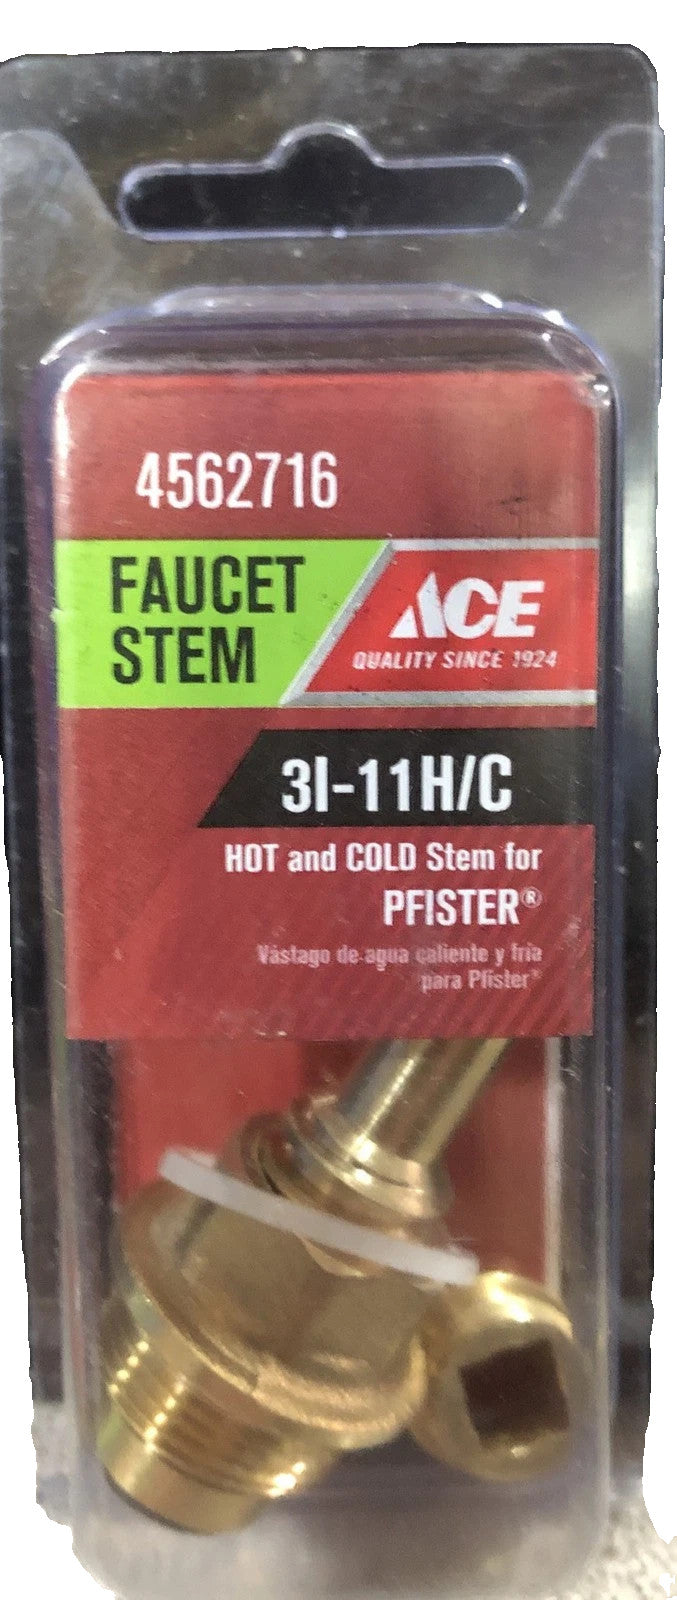 4562716
FAUCET
STEM
ACE
QUALITY SINCE 1924
3I-11H/C
HOT and COLD Stem for
PFISTER®
Vástago de agua caliente y fría
para Pfister®